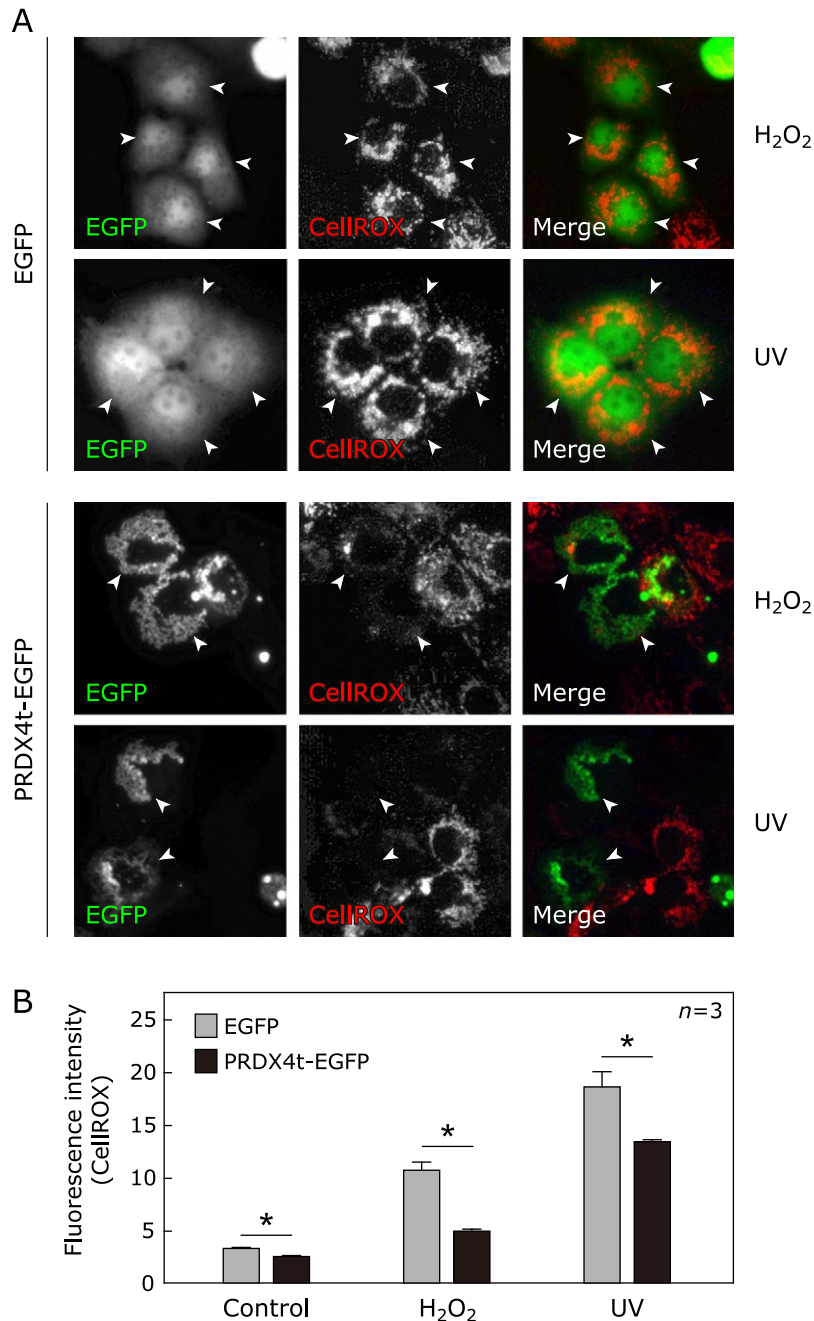 A
EGFP
EGFP
CellROX
Merge
H₂O₂
EGFP
CellROX
Merge
UV
PRDX4t-EGFP
EGFP
CellROX
Merge
H₂O₂
EGFP
CellROX
Merge
UV
B
Fluorescence intensity
(CellROX)
25
20
15
10
5
0
EGFP
PRDX4t-EGFP
n=3
*
*
*
Control
H₂O₂
UV